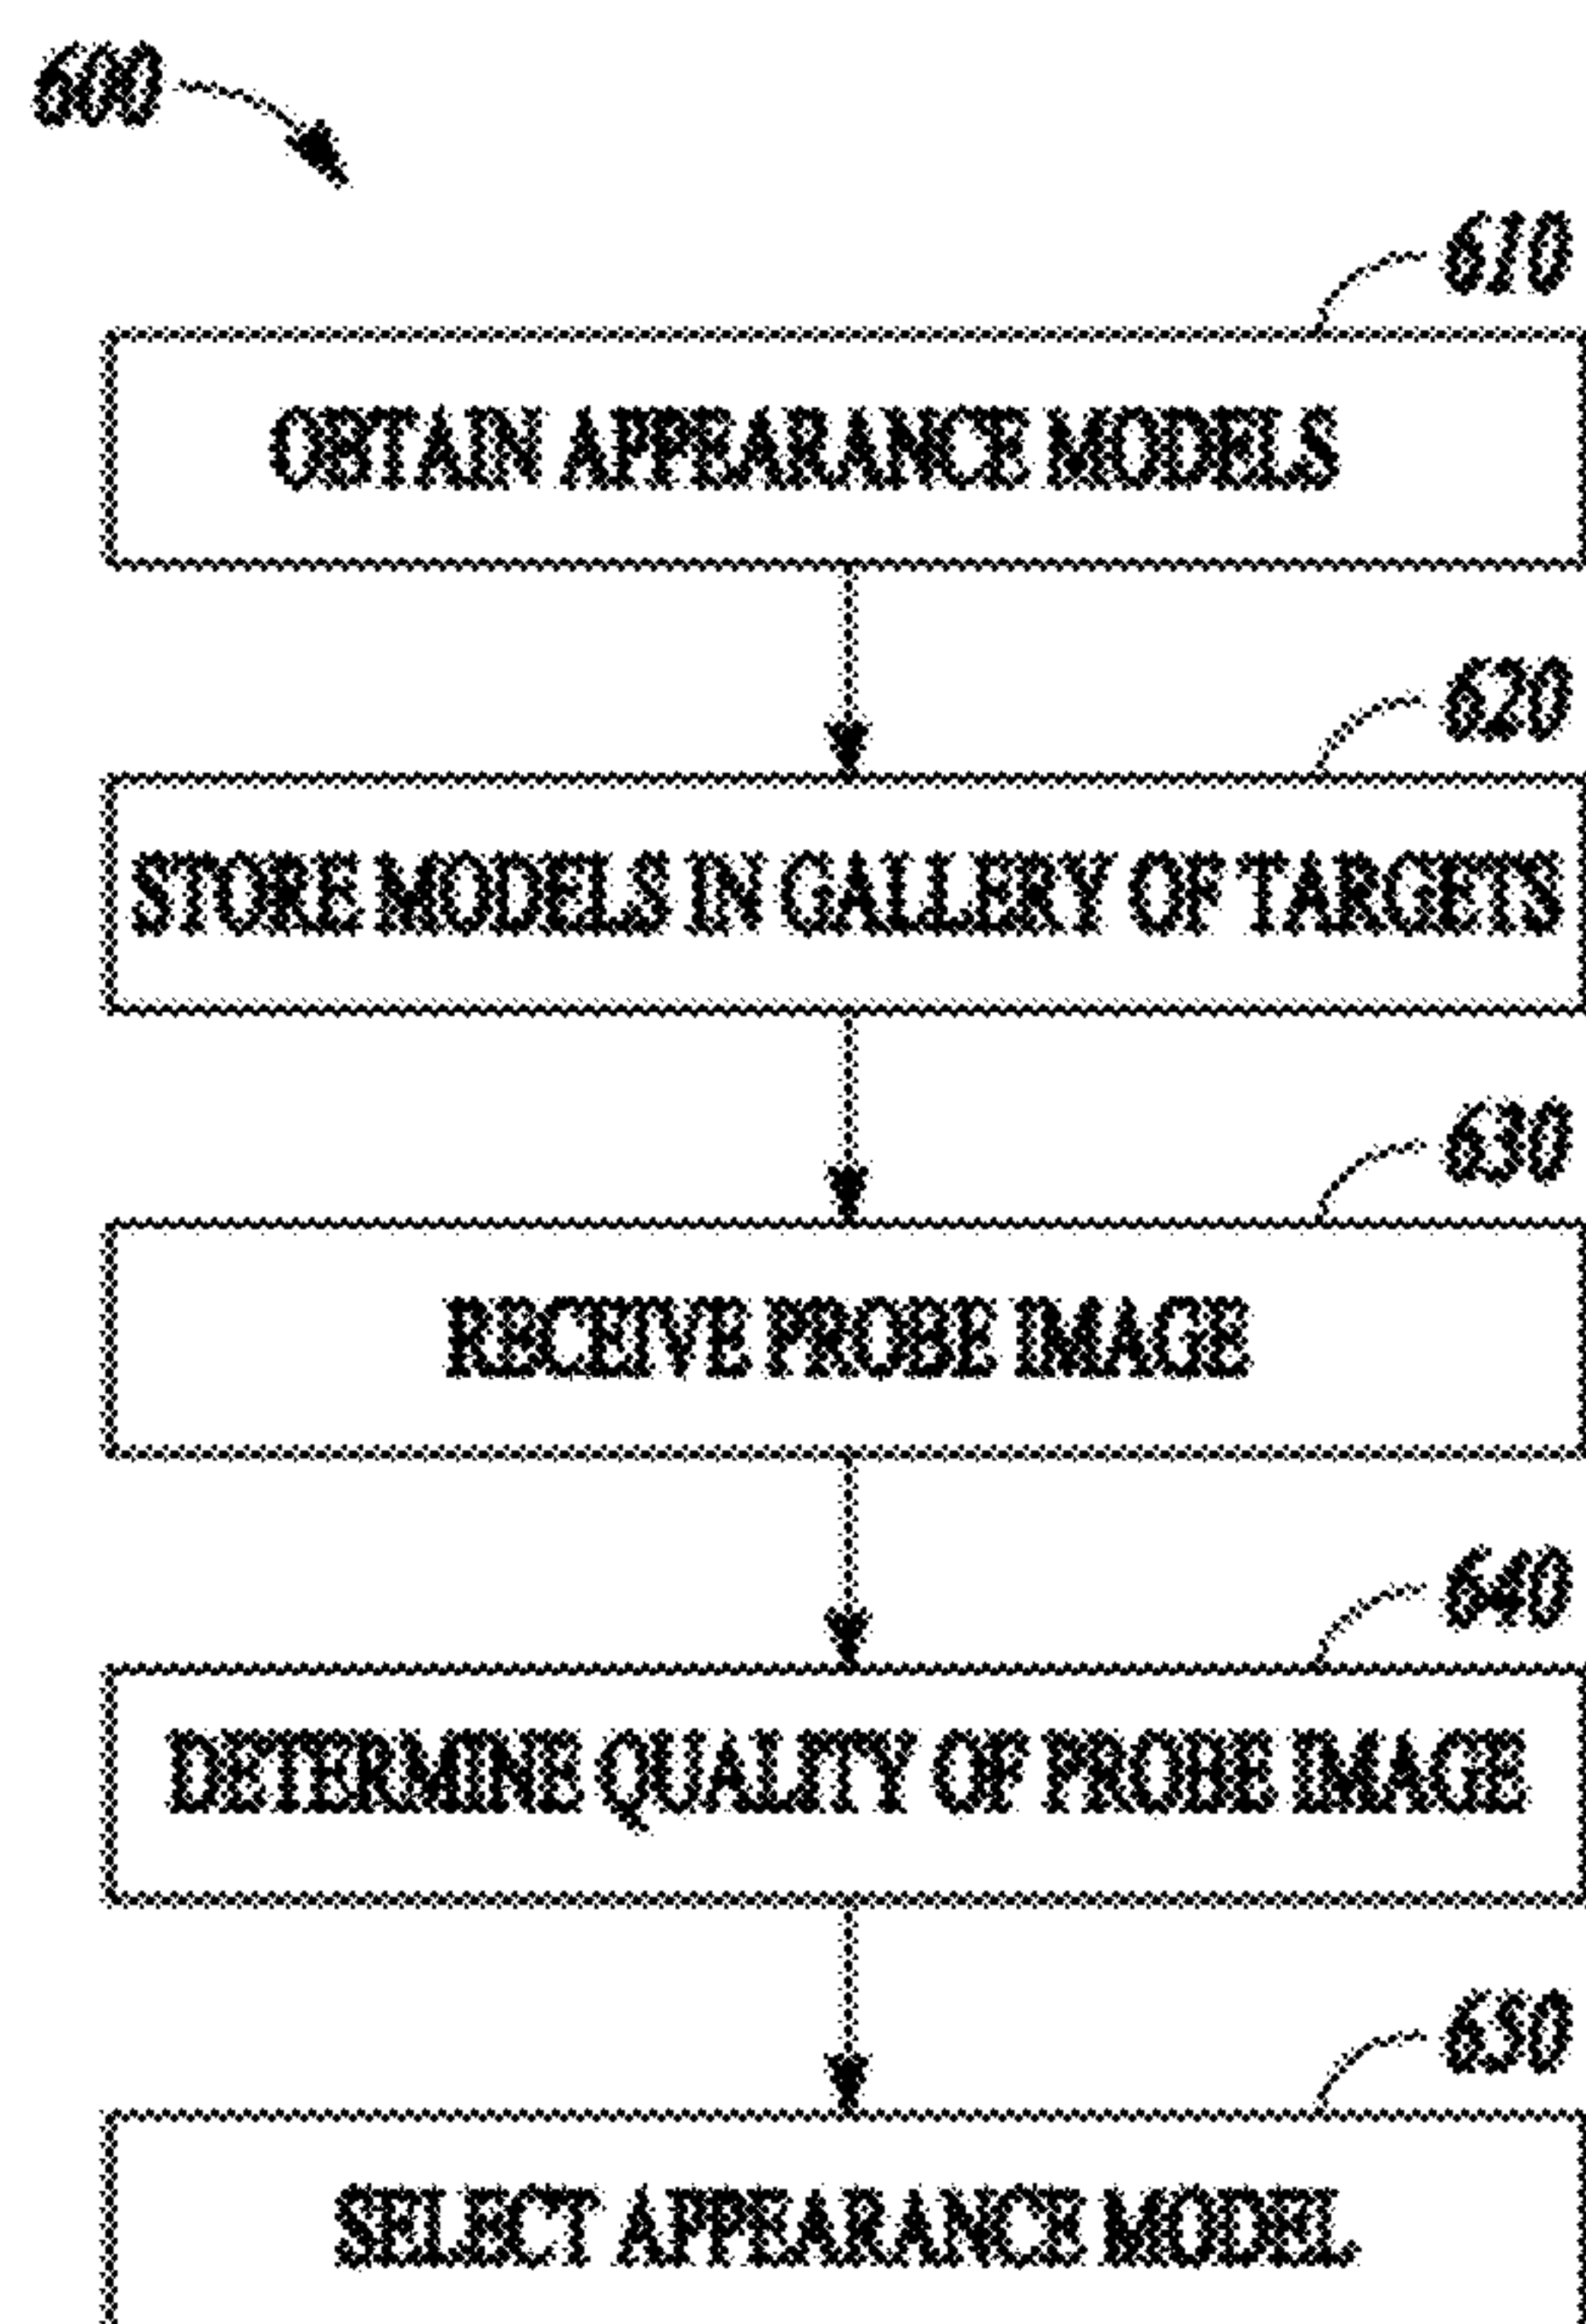 600
610
OBTAIN APPEARANCE MODELS
620
STORE MODELS IN GALLERY OF TARGETS
630
RECEIVE PROBE IMAGE
640
DETERMINE QUALITY OF PROBE IMAGE
650
SELECT APPEARANCE MODEL